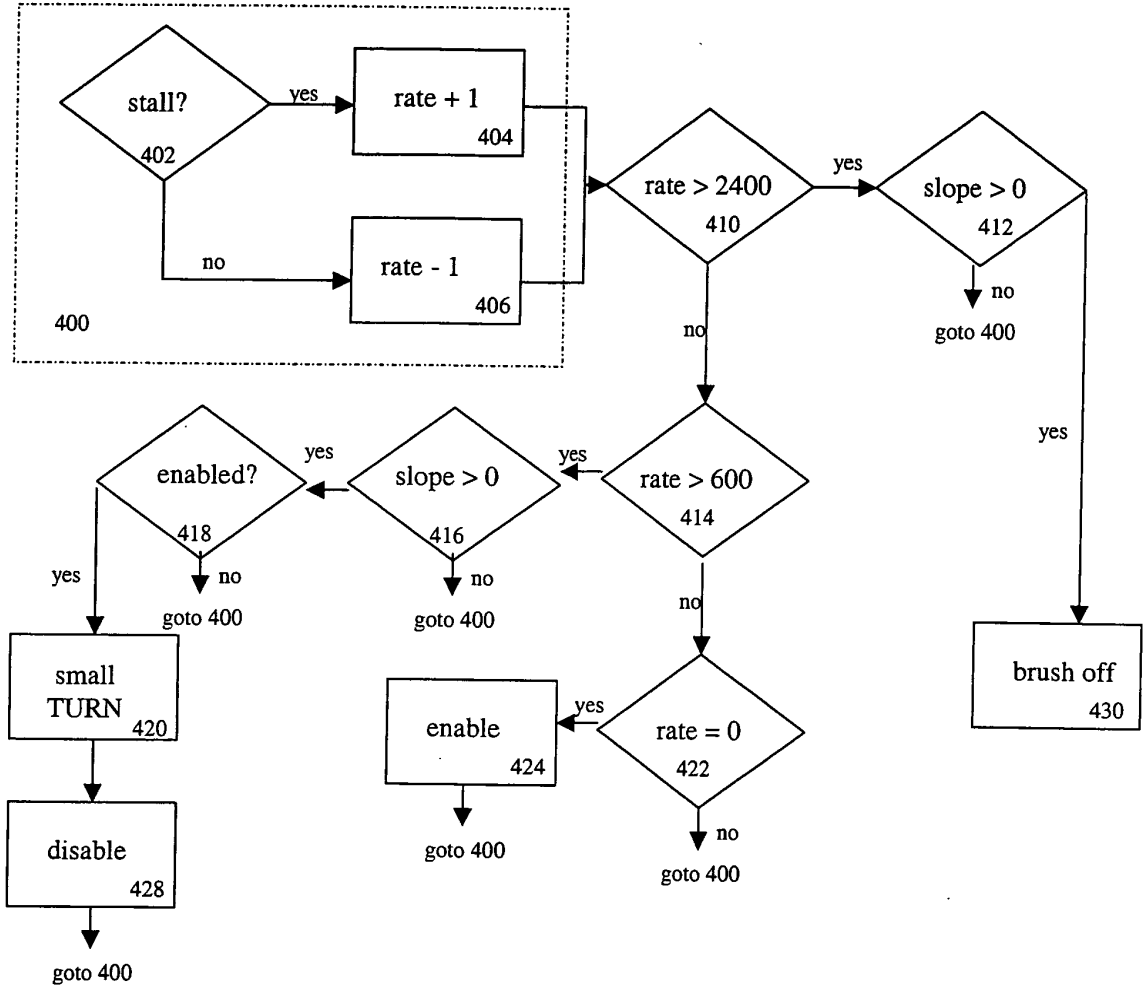 stall?
402
yes
rate + 1
404
no
rate - 1
406
400
rate > 2400
410
yes
slope > 0
412
no
goto 400
yes
no
rate > 600
414
yes
slope > 0
416
no
goto 400
yes
enabled?
418
no
goto 400
yes
small
TURN
420
disable
428
goto 400
no
rate = 0
422
yes
enable
424
goto 400
no
goto 400
brush off
430